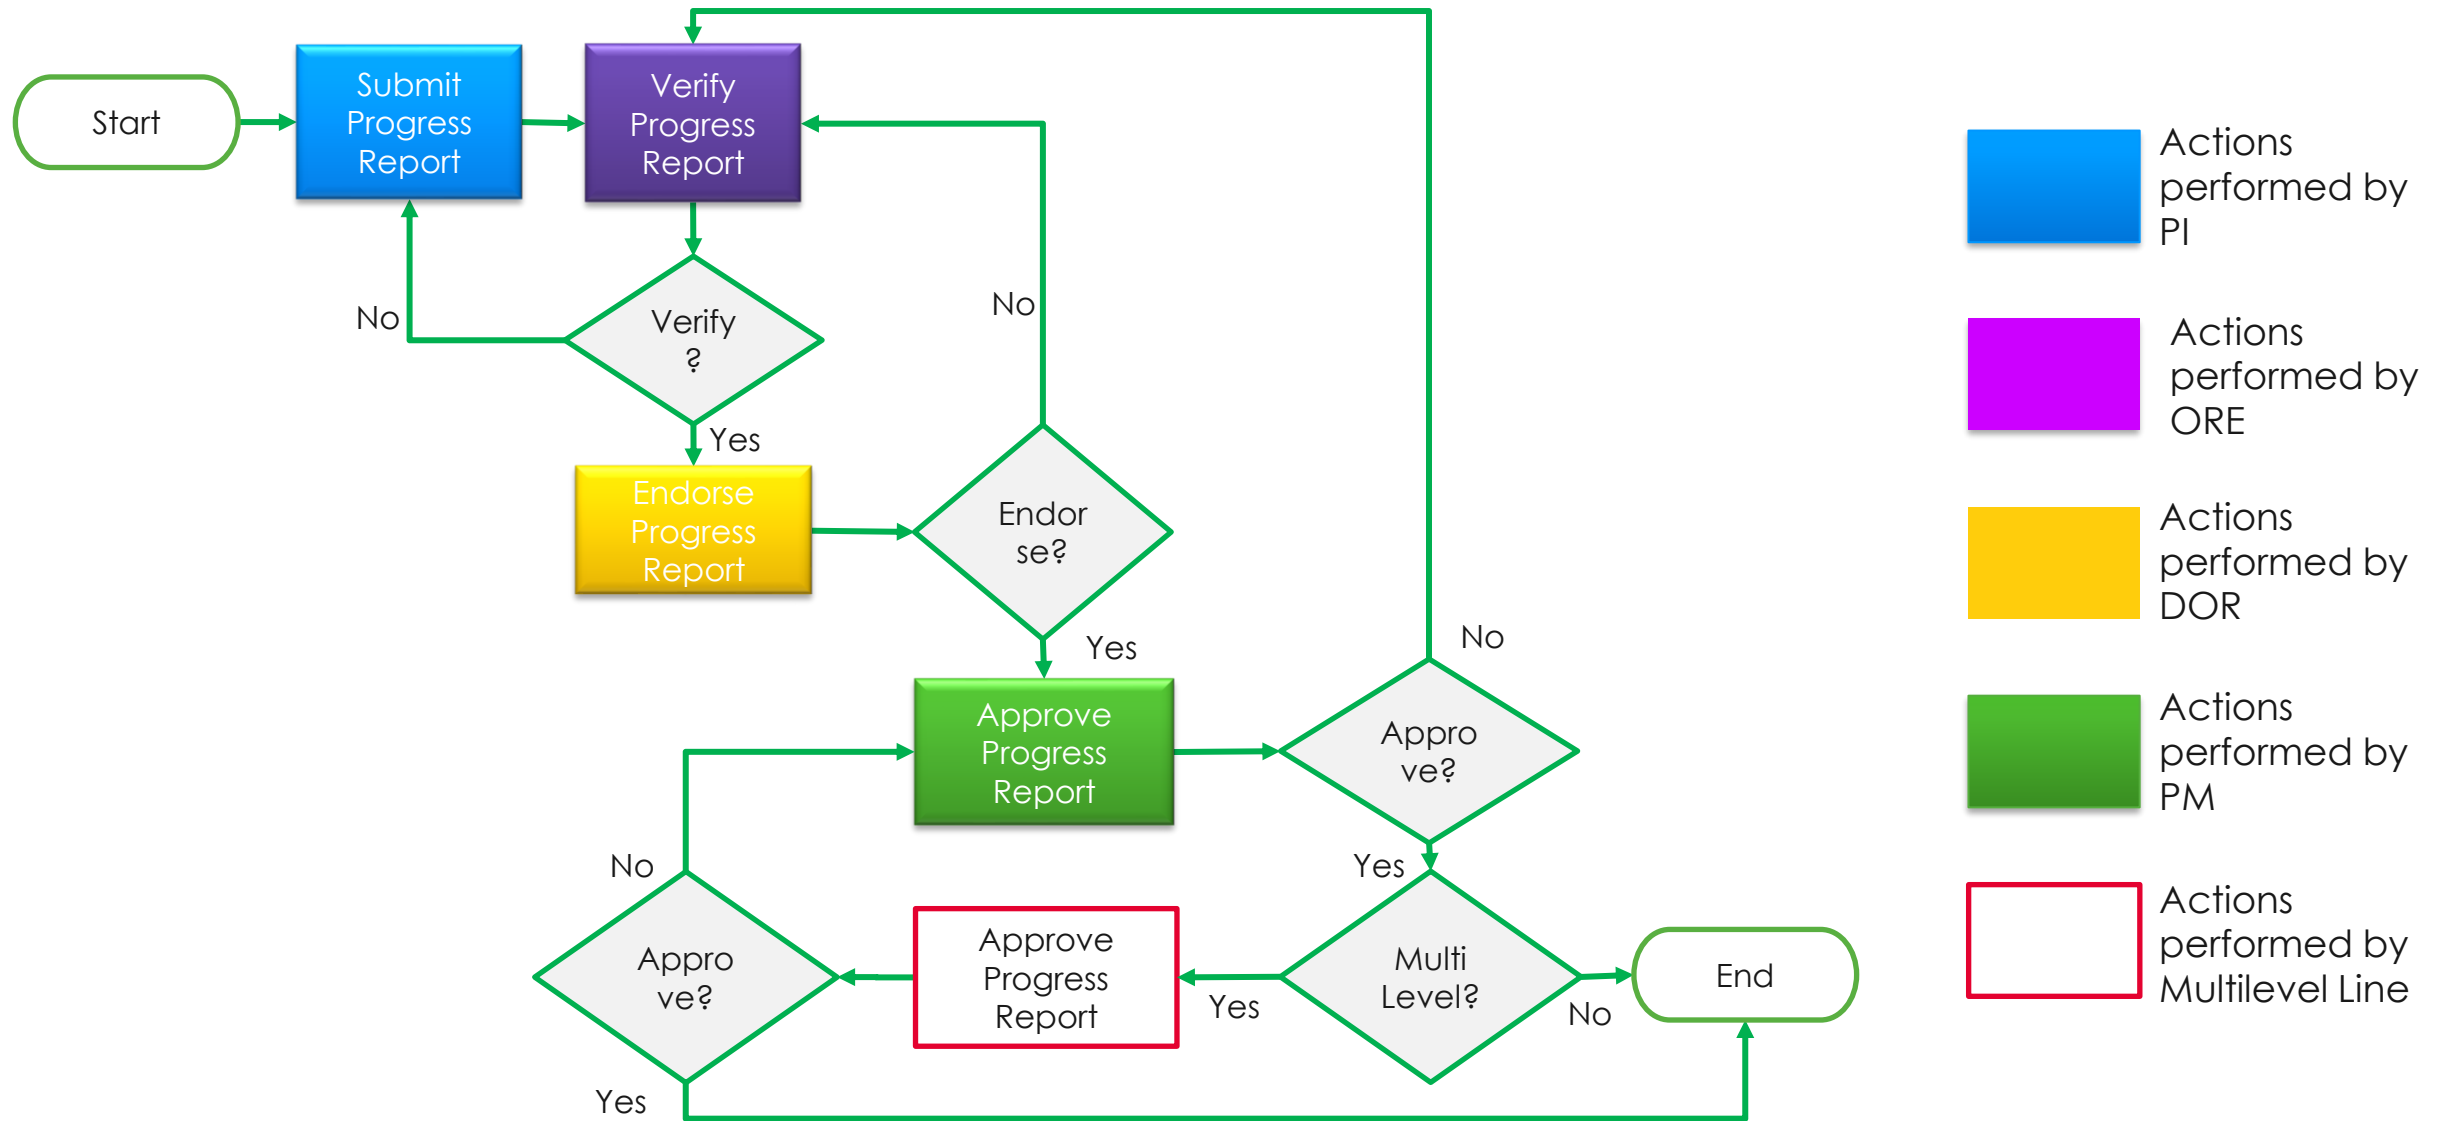 Start
Submit
Progress
Report
Verify
Progress
Report
No
Verify
?
Yes
No
Endorse
Progress
Report
Endor
se?
Yes
No
Approve
Progress
Report
Appro
ve?
Yes
No
Appro
ve?
Approve
Progress
Report
Yes
Multi
Level?
No
End
Yes
Actions
performed by
PI
Actions
performed by
ORE
Actions
performed by
DOR
Actions
performed by
PM
Actions
performed by
Multilevel Line